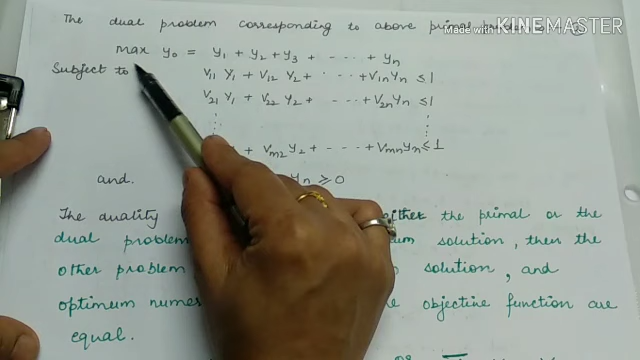 The dual problem corresponding to above primal
Made with KINEMASTER
max y₀ = y₁ + y₂ + y₃ + ---- + yn
Subject to V₁₁ y₁ + V₁₂ y₂ + ---- + V₁n yn ≤ 1
V₂₁ y₁ + V₂₂ y₂ + ---- + V₂n yn ≤ 1
+ Vm₂ y₂ + ---- + Vmn yn ≤ 1
and. yn ≥ 0
The duality either the primal or the
dual problem solution, then the
other problem solution, and
optimum objective function are
equal.